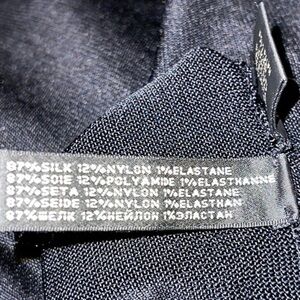 87%SILK 12%NYLON 1%ELASTANE
87%SOIE 12%POLYAMIDE 1%ELASTHANNE
87%SETA 12%NYLON 1%ELASTAN
87%SEIDE 12%NYLON 1%ELASTHAN
87%ШЕЛК 12%НЕЙЛОН 1%ЭЛАСТАН